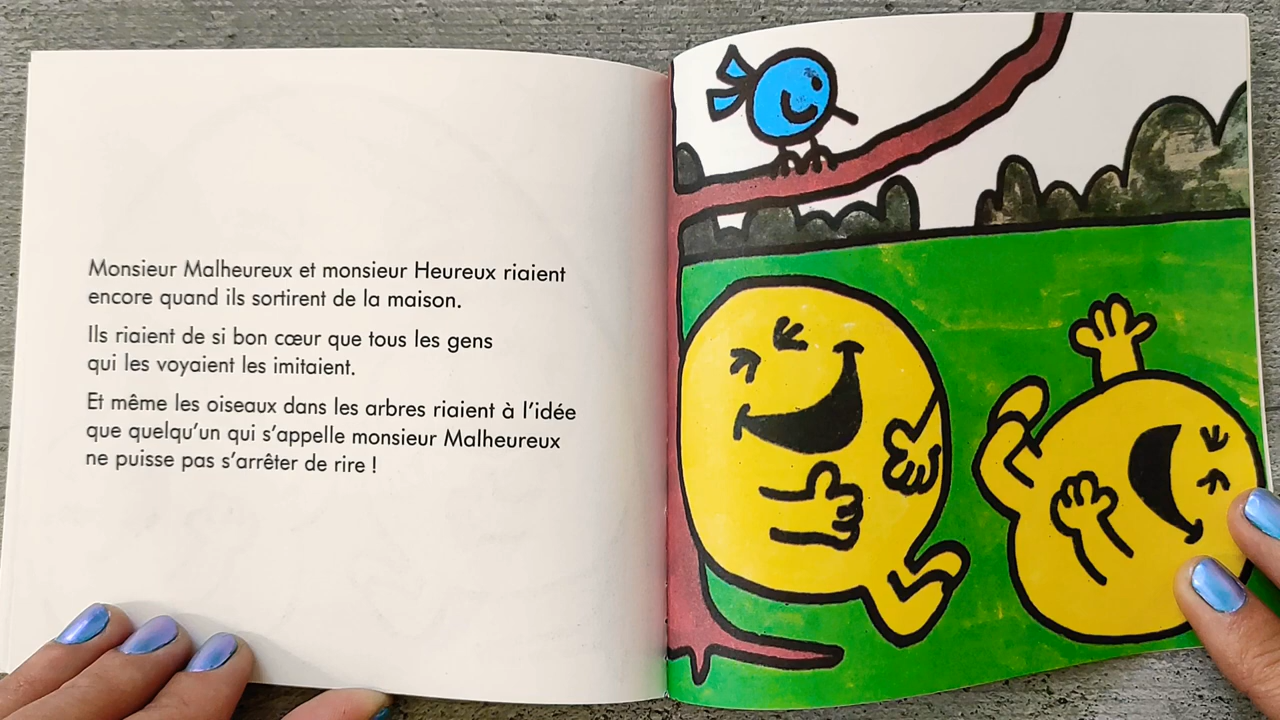 Monsieur Malheureux et monsieur Heureux riaient
encore quand ils sortirent de la maison.
Ils riaient de si bon cœur que tous les gens
qui les voyaient les imitaient.
Et même les oiseaux dans les arbres riaient à l'idée
que quelqu'un qui s'appelle monsieur Malheureux
ne puisse pas s'arrêter de rire !